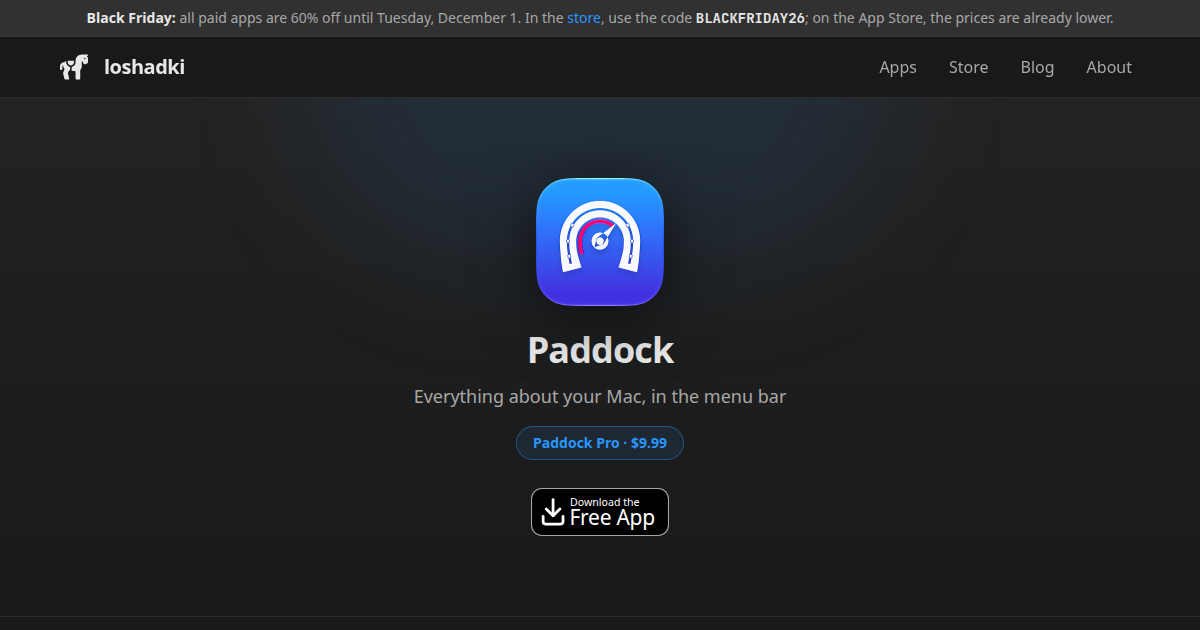 Black Friday: all paid apps are 60% off until Tuesday, December 1. In the store, use the code BLACKFRIDAY26; on the App Store, the prices are already lower.
loshadki
Apps Store Blog About
Paddock
Everything about your Mac, in the menu bar
Paddock Pro · $9.99
Download the
Free App